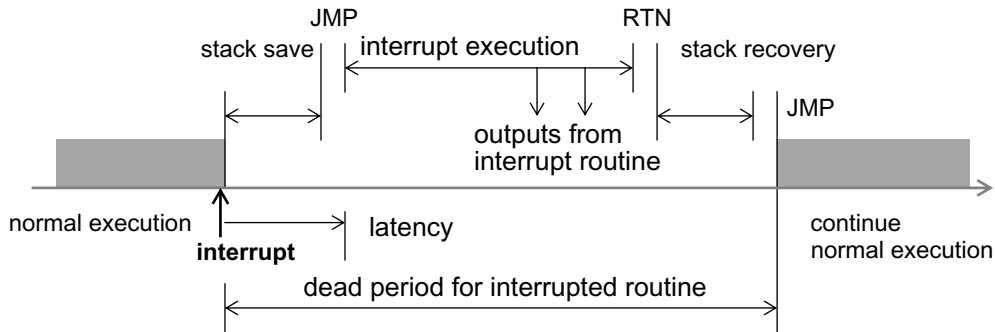 JMP
RTN
stack save
interrupt execution
stack recovery
JMP
outputs from
interrupt routine
normal execution
interrupt
latency
continue
normal execution
dead period for interrupted routine